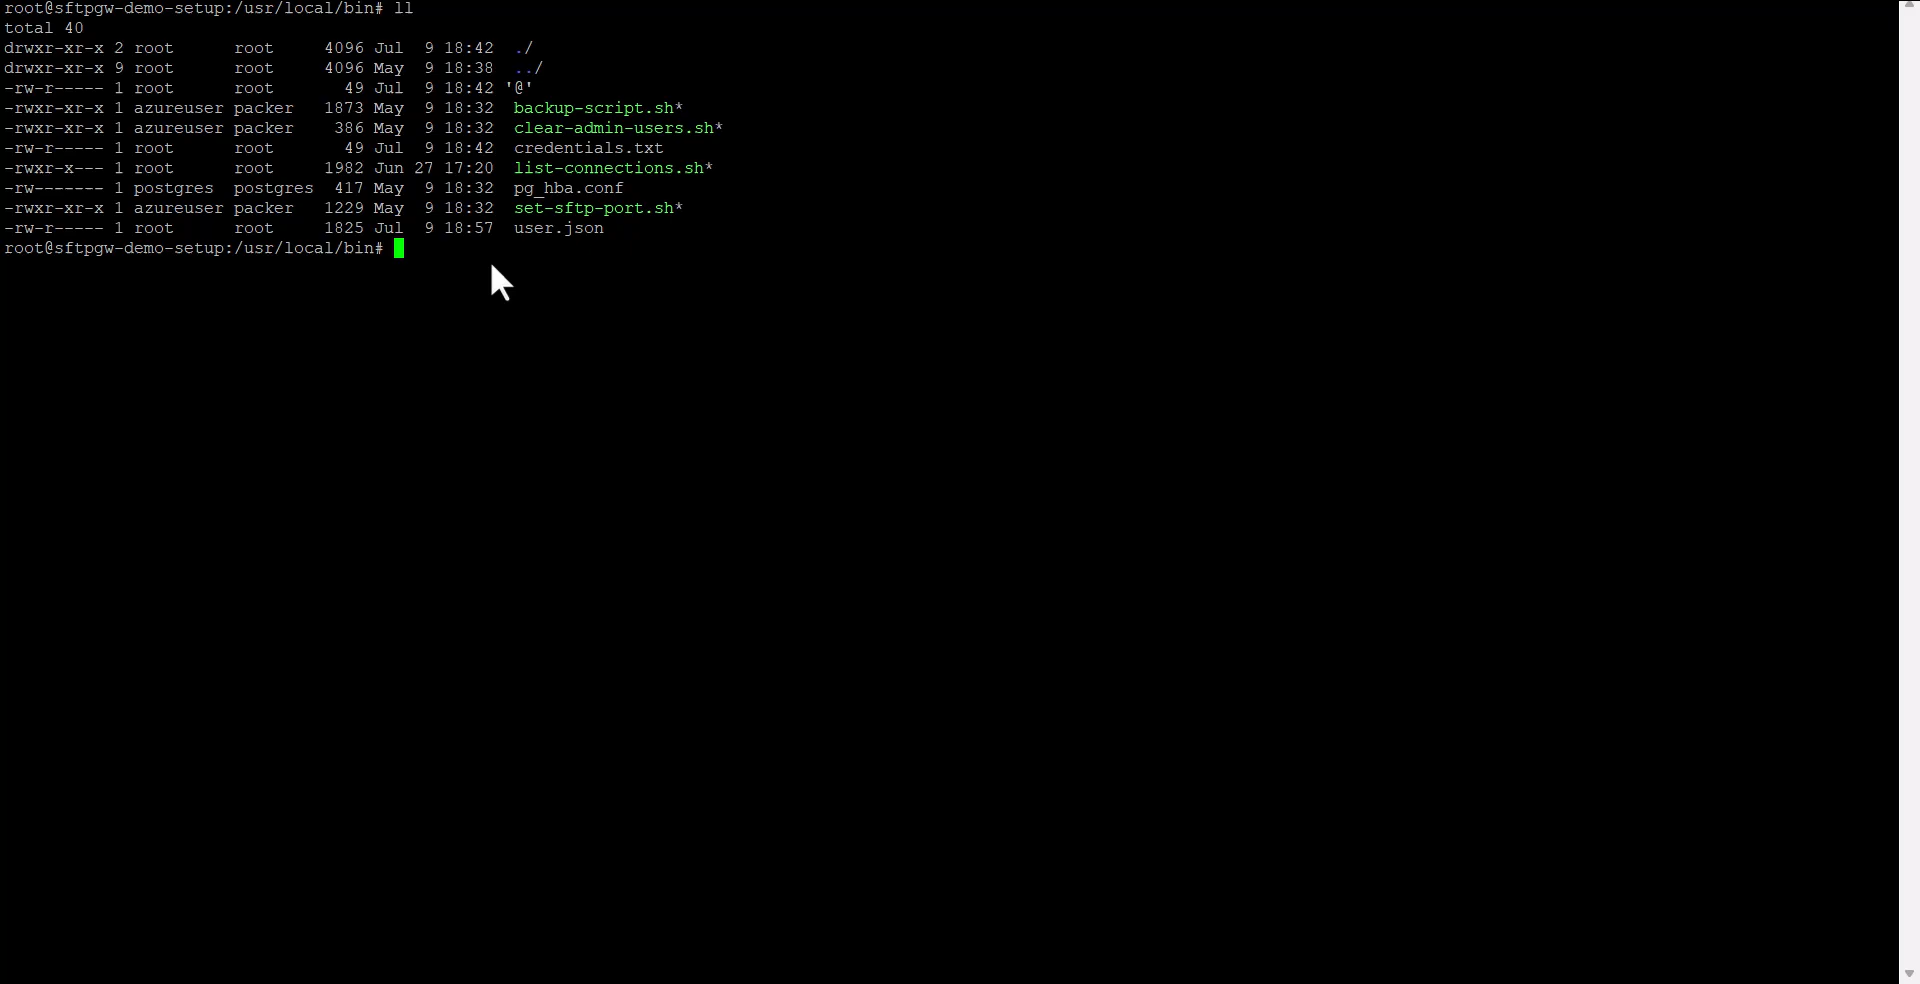 root@sftpgw-demo-setup:/usr/local/bin# ll
total 40
drwxr-xr-x 2 root      root     4096 Jul  9 18:42  ./
drwxr-xr-x 9 root      root     4096 May  9 18:38  ../
-rw-r----- 1 root      root       49 Jul  9 18:42 '@'
-rwxr-xr-x 1 azureuser packer   1873 May  9 18:32  backup-script.sh*
-rwxr-xr-x 1 azureuser packer    386 May  9 18:32  clear-admin-users.sh*
-rw-r----- 1 root      root       49 Jul  9 18:42  credentials.txt
-rwxr-x--- 1 root      root     1982 Jun 27 17:20  list-connections.sh*
-rw------- 1 postgres  postgres  417 May  9 18:32  pg_hba.conf
-rwxr-xr-x 1 azureuser packer   1229 May  9 18:32  set-sftp-port.sh*
-rw-r----- 1 root      root     1825 Jul  9 18:57  user.json
root@sftpgw-demo-setup:/usr/local/bin#